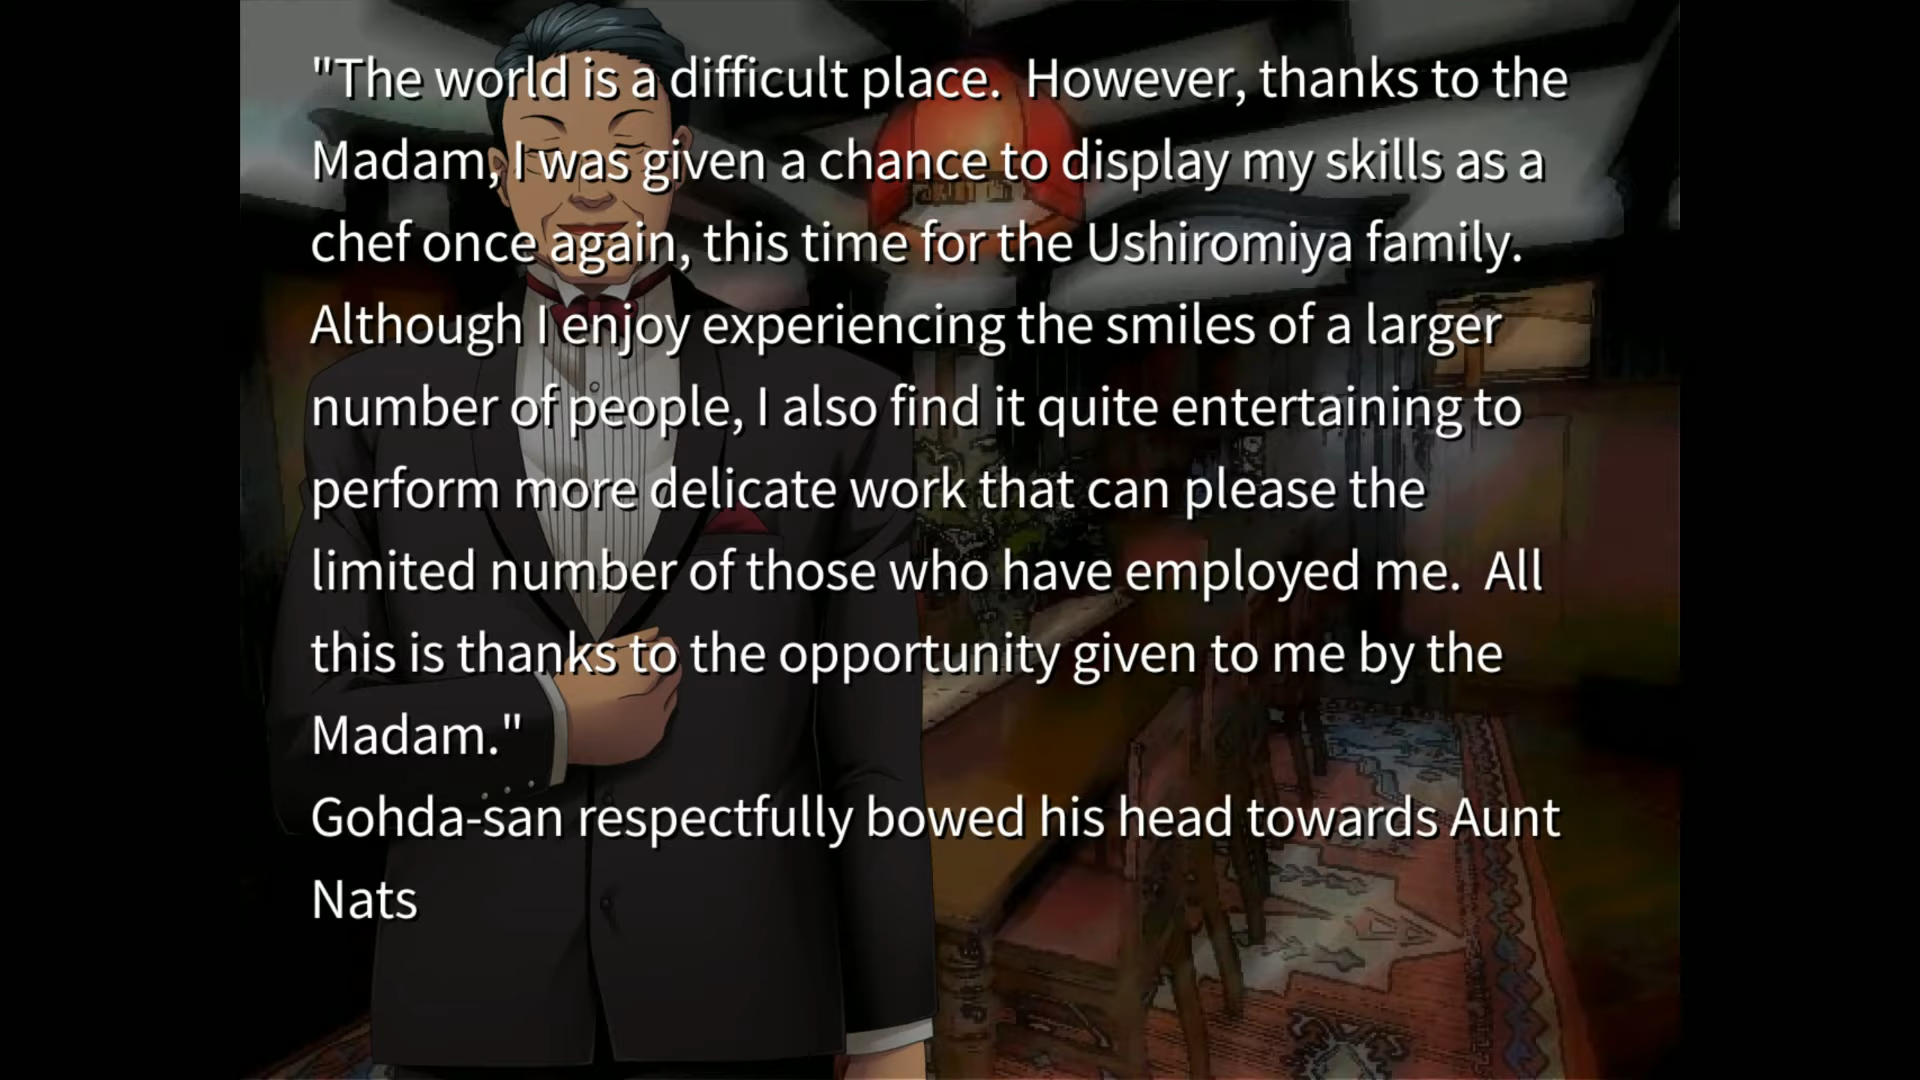 "The world is a difficult place.  However, thanks to the
Madam, I was given a chance to display my skills as a
chef once again, this time for the Ushiromiya family.
Although I enjoy experiencing the smiles of a larger
number of people, I also find it quite entertaining to
perform more delicate work that can please the
limited number of those who have employed me.  All
this is thanks to the opportunity given to me by the
Madam."
Gohda-san respectfully bowed his head towards Aunt
Nats